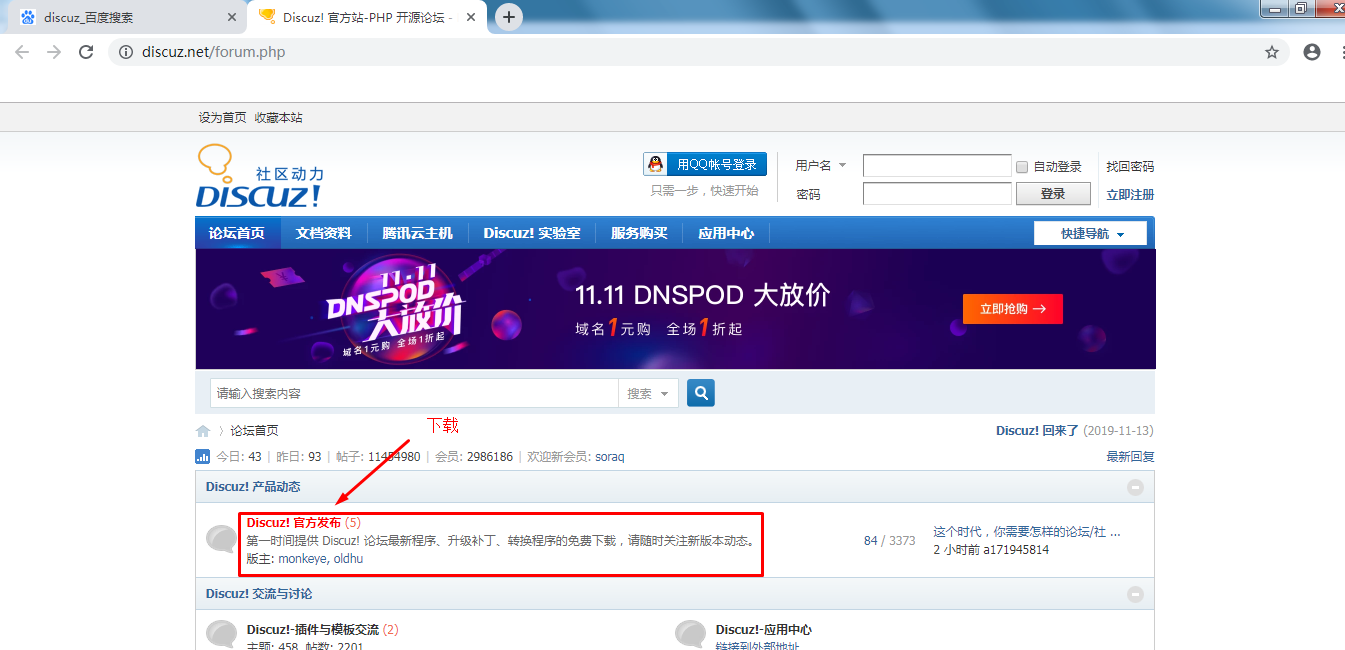 discuz_百度搜索
Discuz! 官方站-PHP 开源论坛 -
discuz.net/forum.php
设为首页 收藏本站
社区动力
DISCUZ!
用QQ帐号登录
只需一步，快速开始
用户名
自动登录
找回密码
密码
登录
立即注册
论坛首页 文档资料 腾讯云主机 Discuz! 实验室 服务购买 应用中心
快捷导航
11.11
DNSPOD
大放价
域名1元购 全场1折起
11.11 DNSPOD 大放价
域名1元购 全场1折起
立即抢购 →
请输入搜索内容
搜索
下载
论坛首页
Discuz! 回来了 (2019-11-13)
今日: 43 | 昨日: 93 | 帖子: 11454980 | 会员: 2986186 | 欢迎新会员: soraq
最新回复
Discuz! 产品动态
Discuz! 官方发布 (5)
第一时间提供 Discuz! 论坛最新程序、升级补丁、转换程序的免费下载，请随时关注新版本动态。
版主: monkeye, oldhu
84 / 3373
这个时代，你需要怎样的论坛/社 ...
2 小时前 a171945814
Discuz! 交流与讨论
Discuz!-插件与模板交流 (2)
主题: 458, 帖数: 2201
Discuz!-应用中心
链接到外部地址